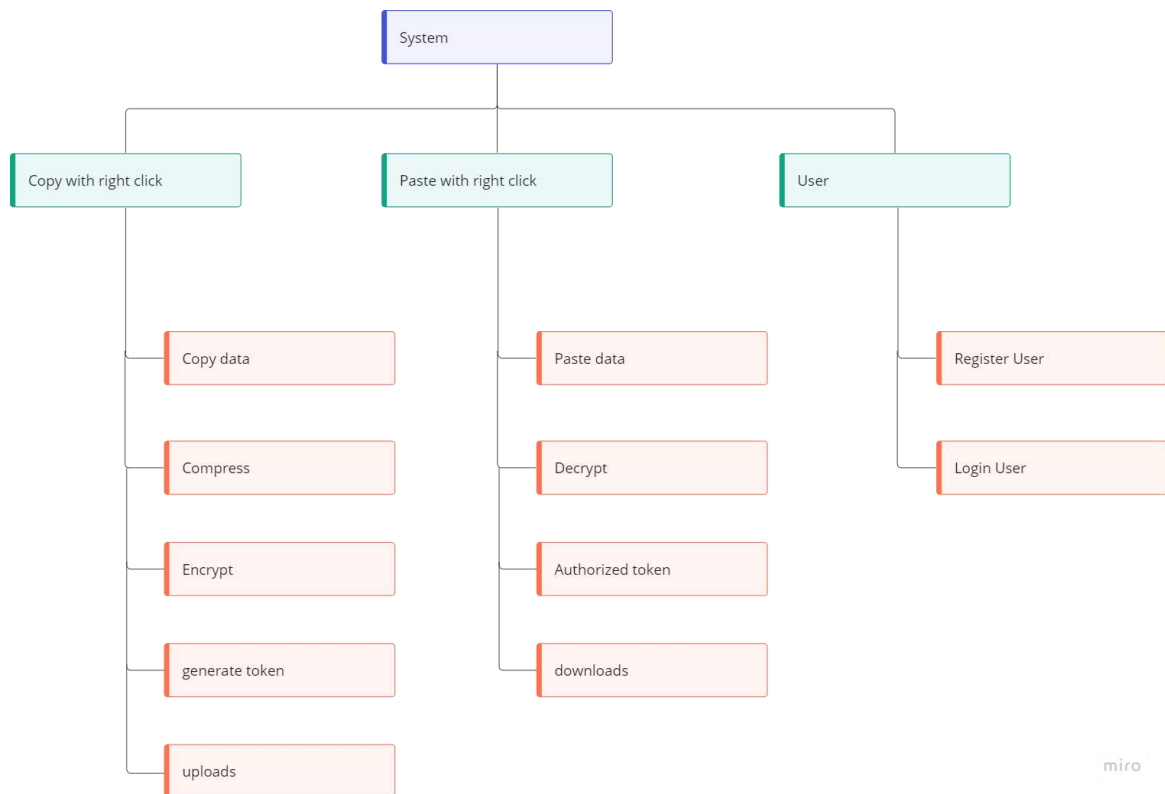 System
Copy with right click
Paste with right click
User
Copy data
Paste data
Register User
Compress
Decrypt
Login User
Encrypt
Authorized token
generate token
downloads
uploads
miro